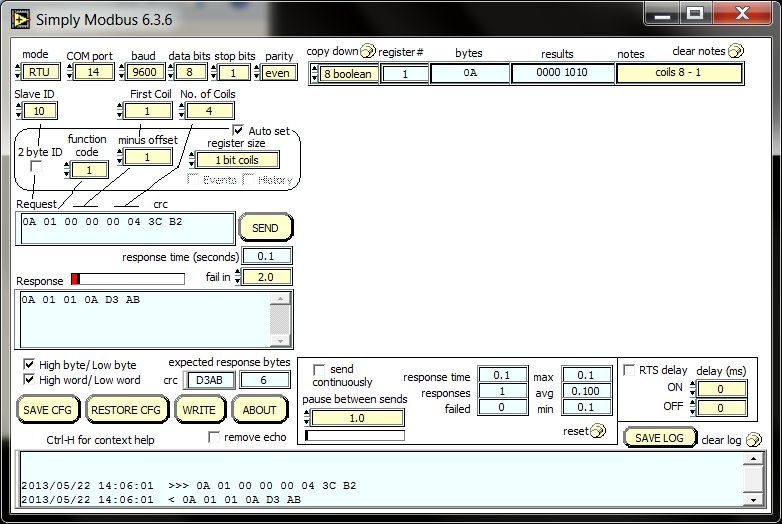 Simply Modbus 6.3.6
mode COM port baud data bits stop bits parity
RTU 14 9600 8 1 even
copy down register # bytes results notes clear notes
8 boolean 1 0A 0000 1010 coils 8 - 1
Slave ID First Coil No. of Coils
10 1 4
Auto set
2 byte ID function code minus offset register size
1 1 1 bit coils
Events History
Request crc
0A 01 00 00 00 04 3C B2
SEND
response time (seconds) 0.1
Response fail in 2.0
0A 01 01 0A D3 AB
High byte/Low byte expected response bytes
High word/Low word crc D3AB 6
SAVE CFG RESTORE CFG WRITE ABOUT
Ctrl-H for context help remove echo
send continuously
pause between sends
1.0
response time 0.1 max 0.1
responses 1 avg 0.100
failed 0 min 0.1
reset
RTS delay delay (ms)
ON 0
OFF 0
SAVE LOG clear log
2013/05/22 14:06:01 >>> 0A 01 00 00 00 04 3C B2
2013/05/22 14:06:01 < 0A 01 01 0A D3 AB